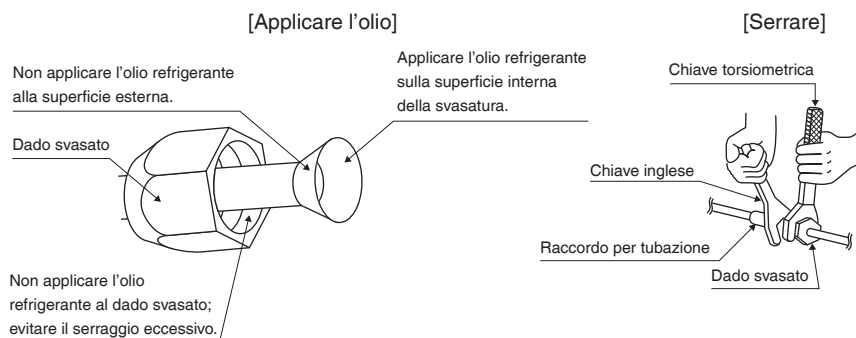 [Applicare l'olio]
Non applicare l'olio refrigerante
alla superficie esterna.
Applicare l'olio refrigerante
sulla superficie interna
della svasatura.
Dado svasato
Non applicare l'olio
refrigerante al dado svasato;
evitare il serraggio eccessivo.
[Serrare]
Chiave torsiometrica
Chiave inglese
Raccordo per tubazione
Dado svasato